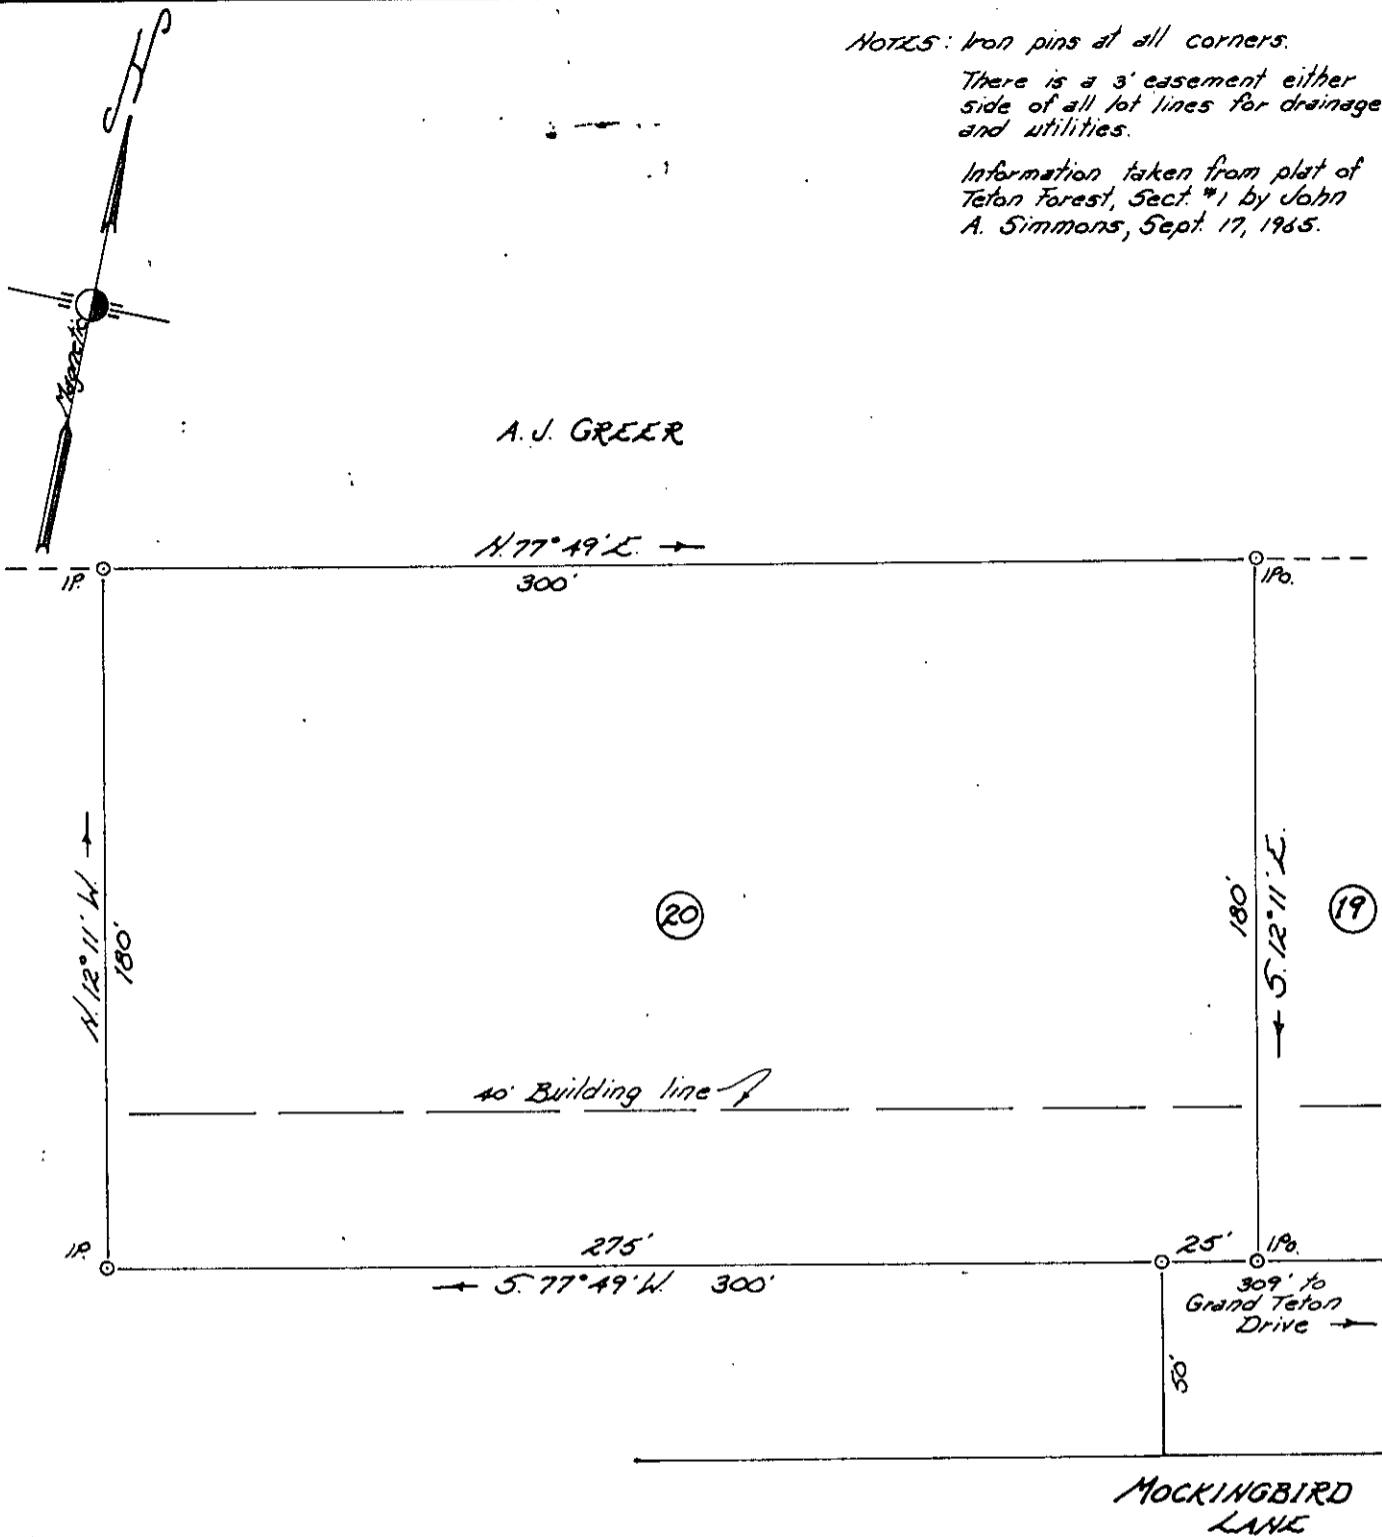 NOTES: Iron pins at all corners.
There is a 3' easement either
side of all lot lines for drainage
and utilities.
Information taken from plat of
Teton Forest, Sect. #1 by John
A. Simmons, Sept. 17, 1965.
N
Magnetic
A. J. GREER
N. 77° 49' E.
300'
I.P.
I.Po.
N. 12° 11' W.
180'
20
180'
S. 12° 11' E.
19
40' Building line
I.P.
275'
25'
I.Po.
S. 77° 49' W. 300'
309' to
Grand Teton
Drive
50'
MOCKINGBIRD
LANE